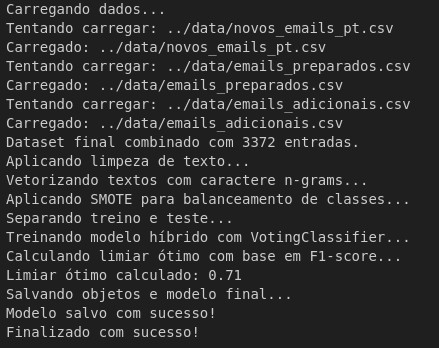 Carregando dados...
Tentando carregar: ../data/novos_emails_pt.csv
Carregado: ../data/novos_emails_pt.csv
Tentando carregar: ../data/emails_preparados.csv
Carregado: ../data/emails_preparados.csv
Tentando carregar: ../data/emails_adicionais.csv
Carregado: ../data/emails_adicionais.csv
Dataset final combinado com 3372 entradas.
Aplicando limpeza de texto...
Vetorizando textos com caractere n-grams...
Aplicando SMOTE para balanceamento de classes...
Separando treino e teste...
Treinando modelo híbrido com VotingClassifier...
Calculando limiar ótimo com base em F1-score...
Limiar ótimo calculado: 0.71
Salvando objetos e modelo final...
Modelo salvo com sucesso!
Finalizado com sucesso!